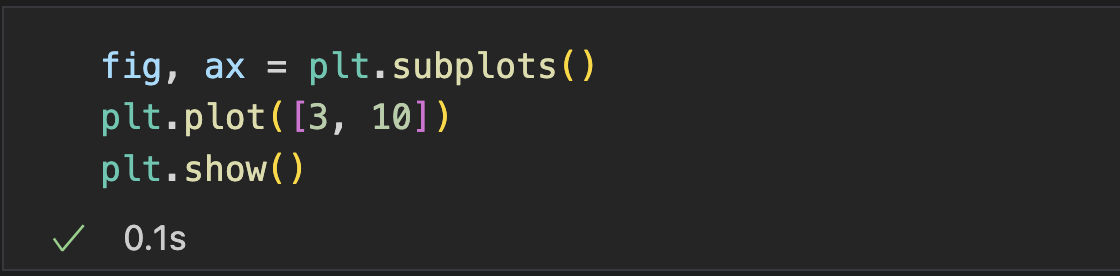 fig, ax = plt.subplots()
plt.plot([3, 10])
plt.show()
✓ 0.1s